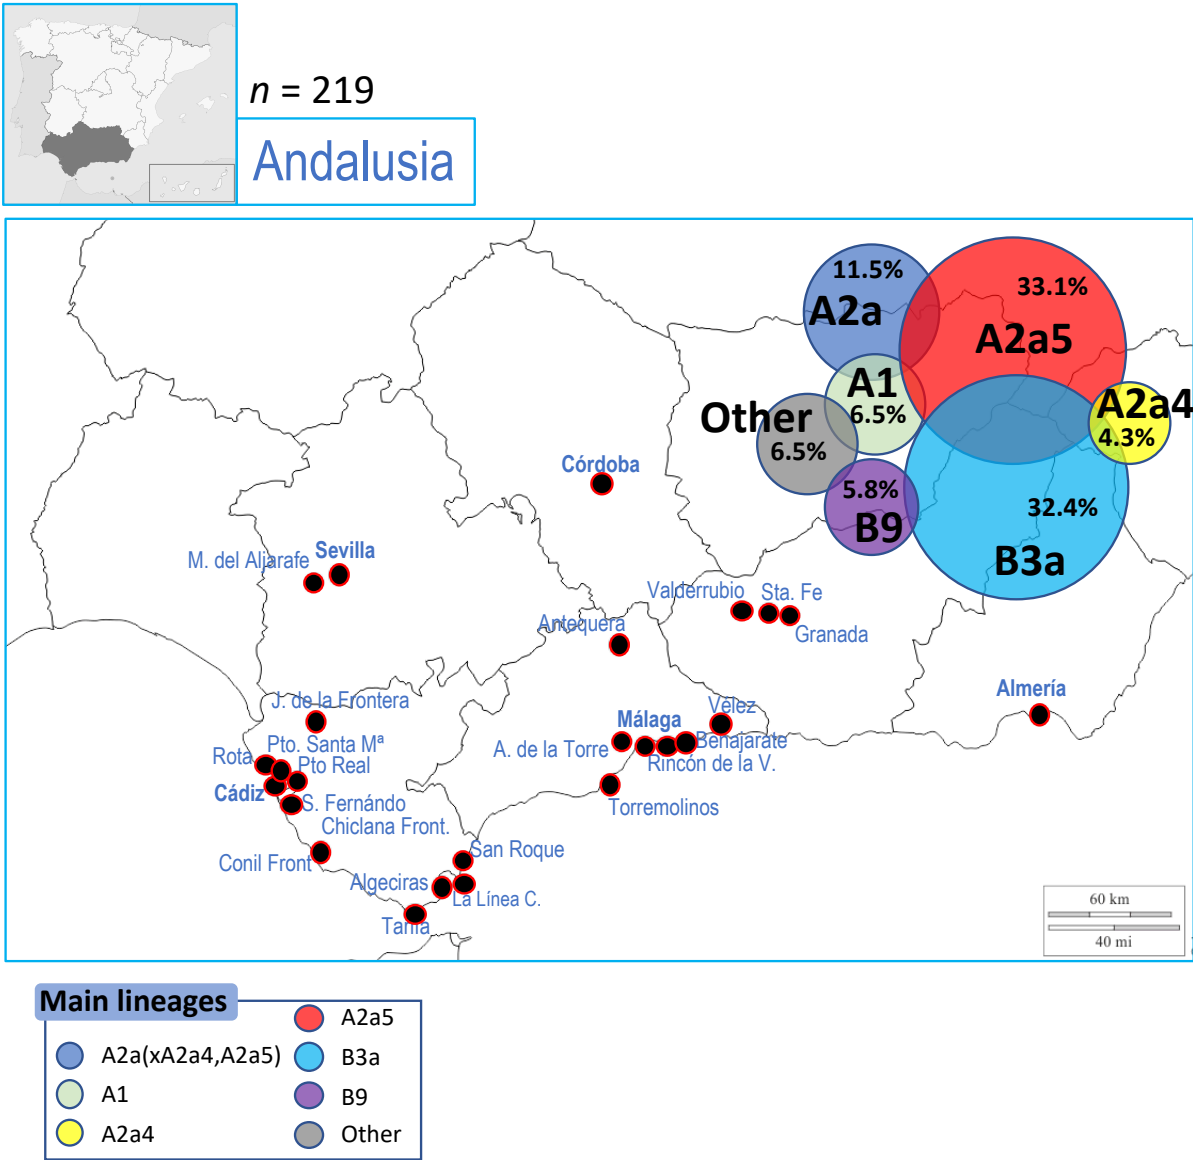 n = 219
Andalusia
11.5%
A2a
33.1%
A2a5
A1
6.5%
A2a4
4.3%
Other
6.5%
5.8%
B9
32.4%
B3a
Córdoba
M. del Aljarafe
Sevilla
Valderrubio
Sta. Fe
Granada
Antequera
Almería
J. de la Frontera
Vélez
Málaga
A. de la Torre
Benajarate
Rincón de la V.
Torremolinos
Rota
Pto. Santa Mª
Pto Real
Cádiz
S. Fernándo
Chiclana Front.
Conil Front
San Roque
Algeciras
La Línea C.
Tarifa
60 km
40 mi
Main lineages
A2a(xA2a4,A2a5)
A1
A2a4
A2a5
B3a
B9
Other